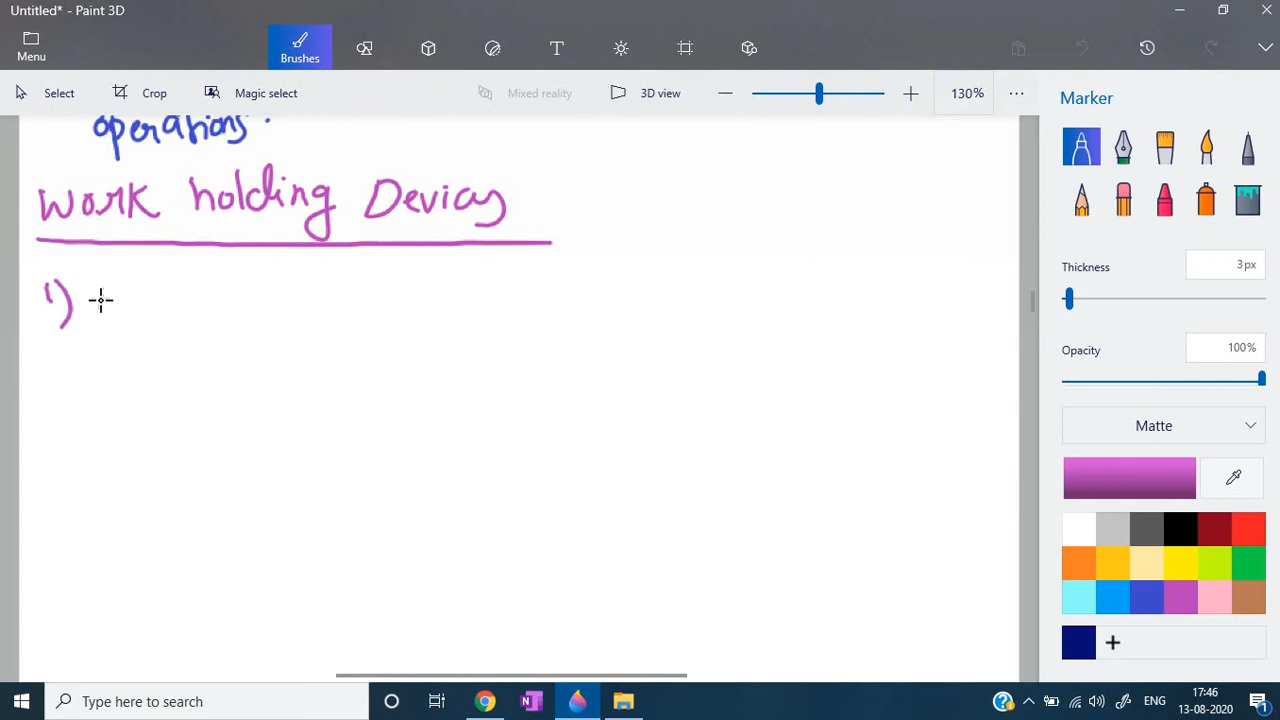 Untitled* - Paint 3D
Menu
Brushes
Select
Crop
Magic select
Mixed reality
3D view
130%
Marker
operations.
Work holding Devices
1)
Thickness
3px
Opacity
100%
Matte
Type here to search
ENG
17:46
13-08-2020
1